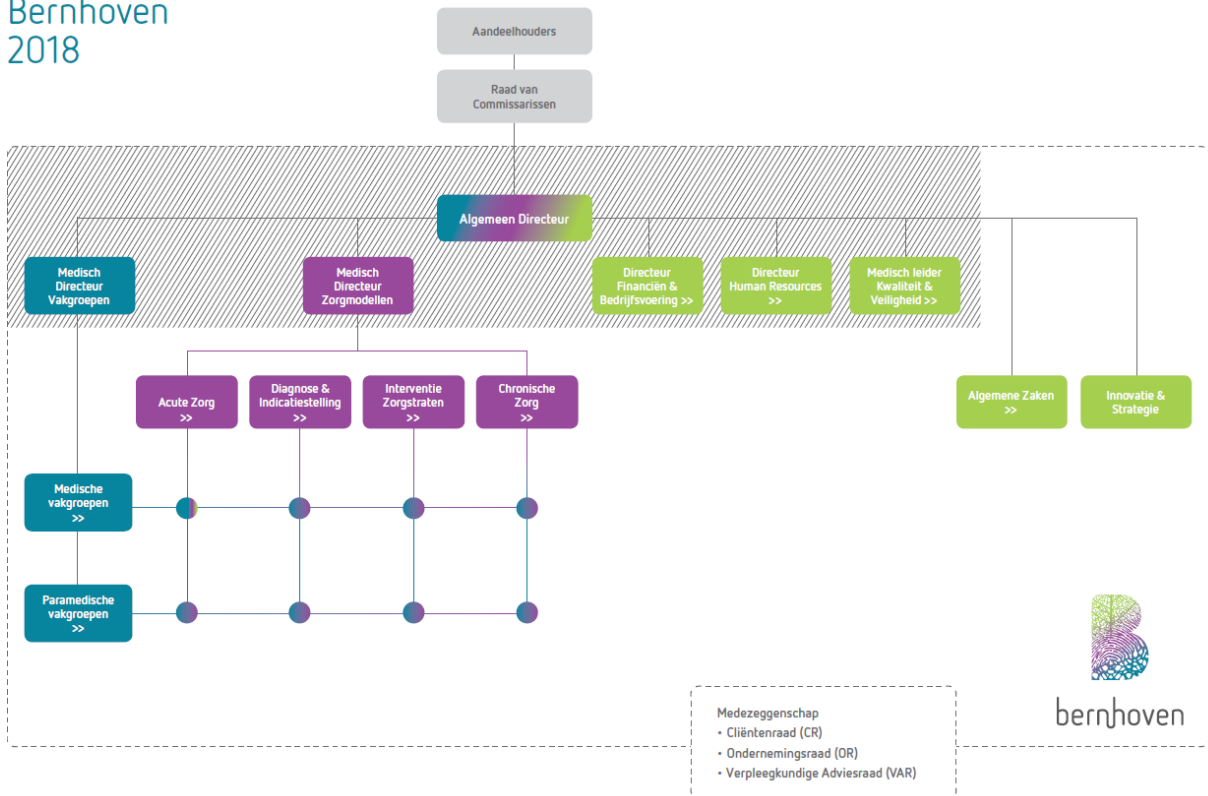 Bernhoven
2018
Aandeelhouders
Raad van
Commissarissen
Algemeen Directeur
Medisch
Directeur
Vakgroepen
Medisch
Directeur
Zorgmodellen
Directeur
Financiën &
Bedrijfsvoering >>
Directeur
Human Resources
>>
Medisch leider
Kwaliteit &
Veiligheid >>
Acute Zorg
>>
Diagnose &
Indicatiestelling
>>
Interventie
Zorgstraten
>>
Chronische
Zorg
>>
Algemene Zaken
>>
Innovatie &
Strategie
Medische
vakgroepen
>>
Paramedische
vakgroepen
>>
bernhoven
Medezeggenschap
• Cliëntenraad (CR)
• Ondernemingsraad (OR)
• Verpleegkundige Adviesraad (VAR)